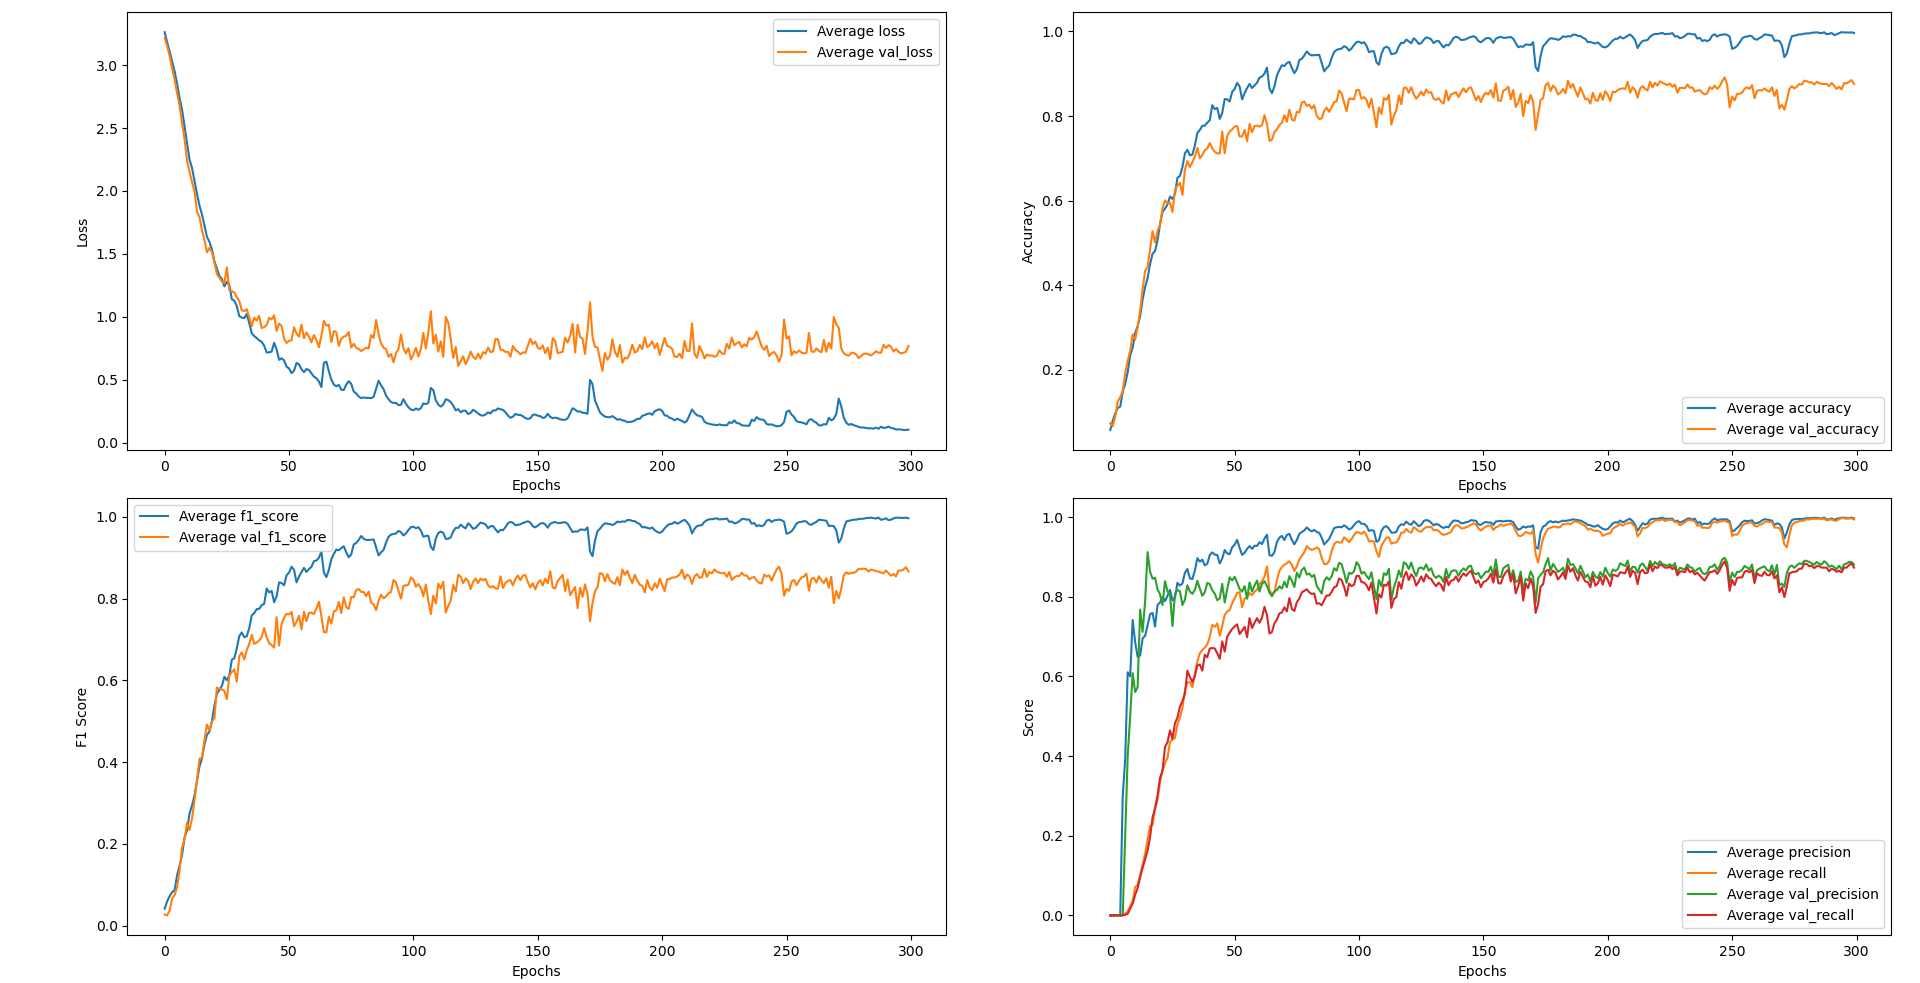 3.0
2.5
2.0
1.5
1.0
0.5
0.0
Loss
0 50 100 150 200 250 300
Epochs
Average loss
Average val_loss
1.0
0.8
0.6
0.4
0.2
Accuracy
0 50 100 150 200 250 300
Epochs
Average accuracy
Average val_accuracy
1.0
0.8
0.6
0.4
0.2
0.0
F1 Score
0 50 100 150 200 250 300
Epochs
Average f1_score
Average val_f1_score
1.0
0.8
0.6
0.4
0.2
0.0
Score
0 50 100 150 200 250 300
Epochs
Average precision
Average recall
Average val_precision
Average val_recall